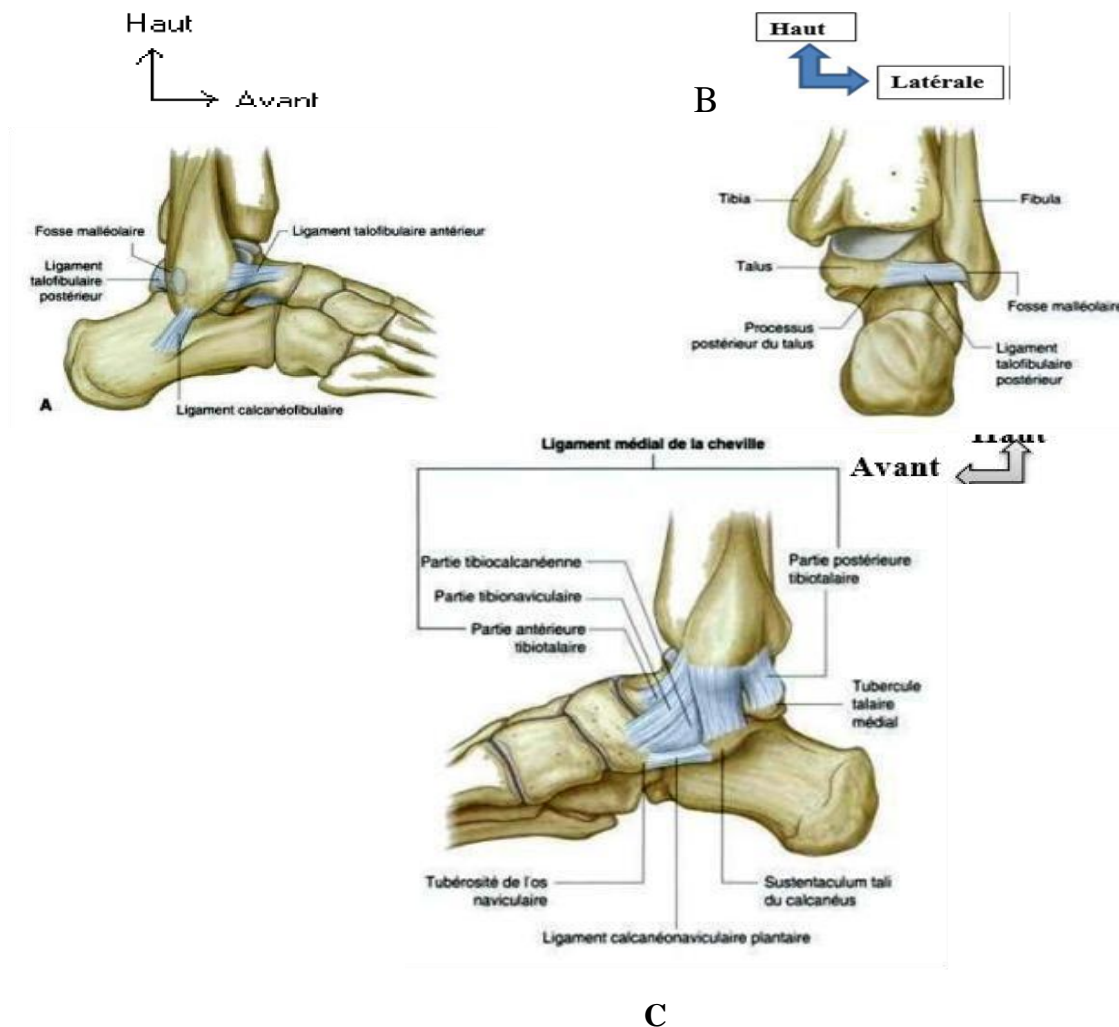 Haut
Avant
Haut
Latérale
B
Fosse malléolaire
Ligament
talofibulaire
postérieur
Ligament talofibulaire antérieur
Ligament calcanéofibulaire
A
Tibia
Fibula
Talus
Fosse malléolaire
Processus
postérieur du talus
Ligament
talofibulaire
postérieur
Ligament médial de la cheville
Haut
Avant
Partie tibiocalcanéenne
Partie tibionaviculaire
Partie antérieure
tibiotalaire
Partie postérieure
tibiotalaire
Tubercule
talaire
médial
Tubérosité de l'os
naviculaire
Sustentaculum tali
du calcanéus
Ligament calcanéonaviculaire plantaire
C